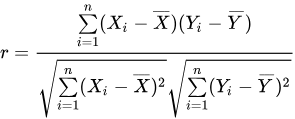 r = \frac{\sum_{i=1}^{n}(X_i - \overline{X})(Y_i - \overline{Y})}{\sqrt{\sum_{i=1}^{n}(X_i - \overline{X})^2}\sqrt{\sum_{i=1}^{n}(Y_i - \overline{Y})^2}}